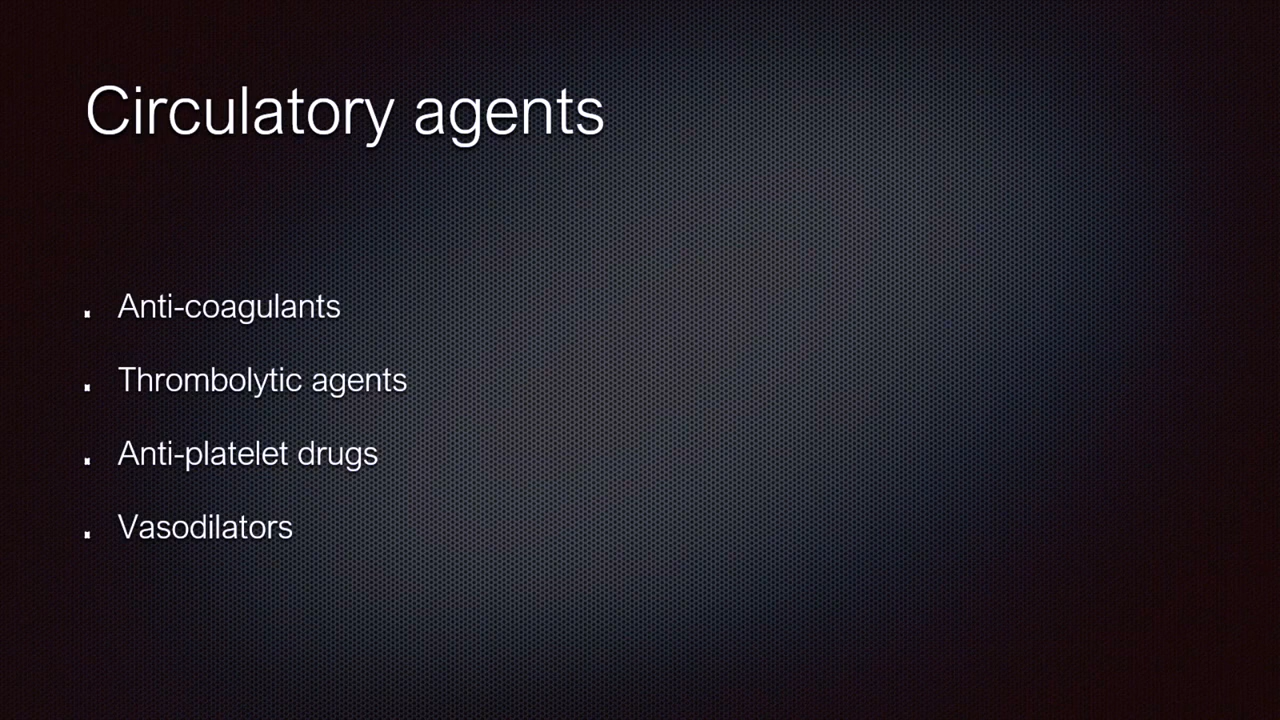 Circulatory agents
Anti-coagulants
Thrombolytic agents
Anti-platelet drugs
Vasodilators